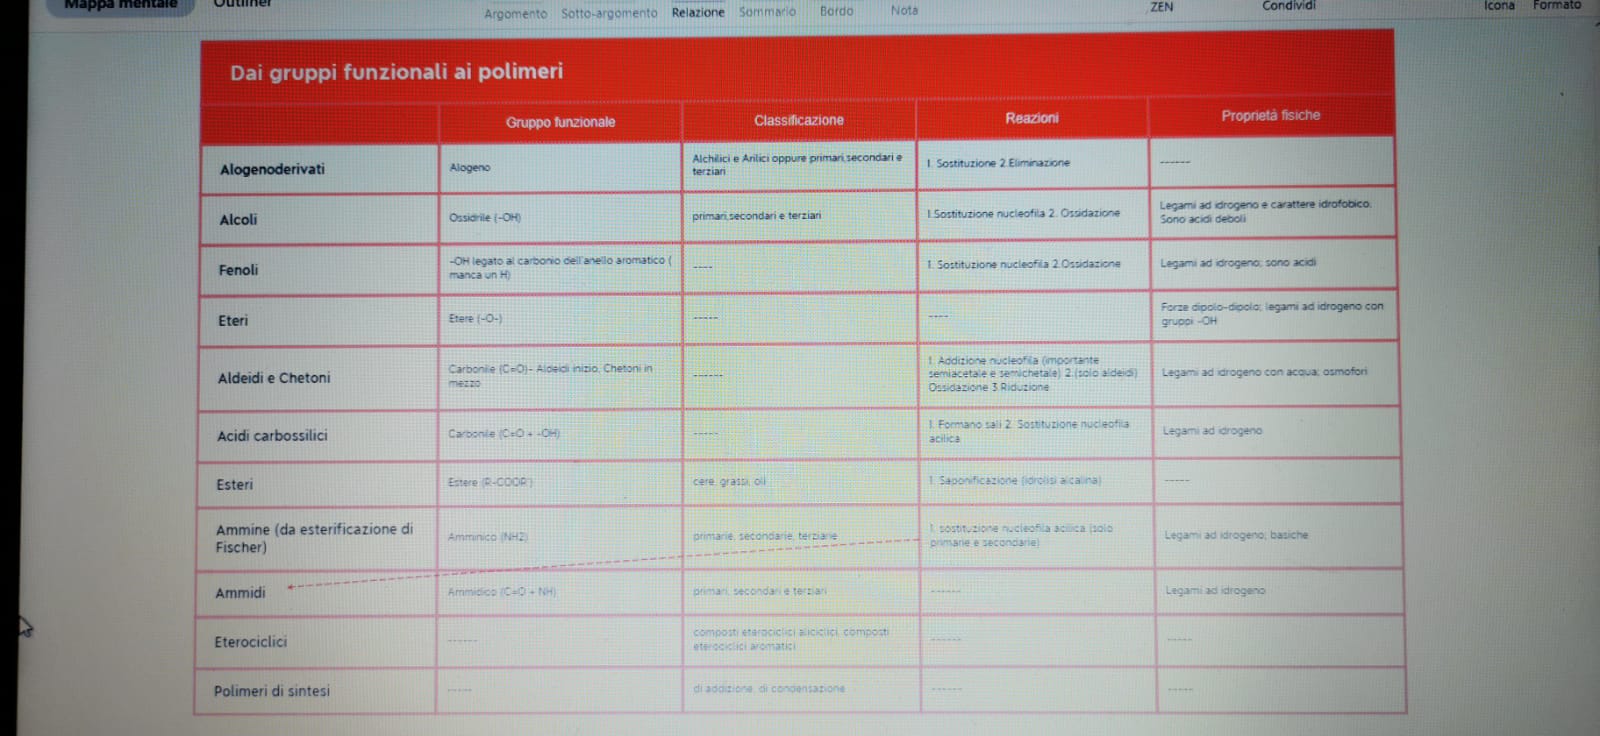 Mappa mentale Outliner
Argomento Sotto-argomento Relazione Sommario Bordo Nota ZEN Condividi Icona Formato
Dai gruppi funzionali ai polimeri
Gruppo funzionale Classificazione Reazioni Proprietà fisiche
Alogenoderivati
Alogeno
Alchilici e Arilici oppure primari,secondari e
terziari
1. Sostituzione 2.Eliminazione
------
Alcoli
Ossidrile (-OH)
primari,secondari e terziari
1.Sostituzione nucleofila 2. Ossidazione
Legami ad idrogeno e carattere idrofobico.
Sono acidi deboli
Fenoli
-OH legato al carbonio dell'anello aromatico (
manca un H)
----
1. Sostituzione nucleofila 2.Ossidazione
Legami ad idrogeno; sono acidi
Eteri
Etere (-O-)
-----
----
Forze dipolo-dipolo; legami ad idrogeno con
gruppi -OH
Aldeidi e Chetoni
Carbonile (C=O)- Aldeidi inizio, Chetoni in
mezzo
------
1. Addizione nucleofila (importante
semiacetale e semichetale) 2.(solo aldeidi)
Ossidazione 3.Riduzione
Legami ad idrogeno con acqua; osmofori
Acidi carbossilici
Carbonile (C=O + -OH)
-----
1. Formano sali 2. Sostituzione nucleofila
acilica
Legami ad idrogeno
Esteri
Estere (R-COOR')
cere, grassi, oli
1. Saponificazione (idrolisi alcalina)
-----
Ammine (da esterificazione di
Fischer)
Amminico (NH2)
primarie, secondarie, terziarie
1. sostituzione nucleofila acilica (solo
primarie e secondarie)
Legami ad idrogeno; basiche
Ammidi
Ammidico (C=O + NH)
primari, secondari e terziari
------
Legami ad idrogeno
Eterociclici
------
composti eterociclici aliciclici, composti
eterociclici aromatici
------
-----
Polimeri di sintesi
-----
di addizione, di condensazione
------
-----